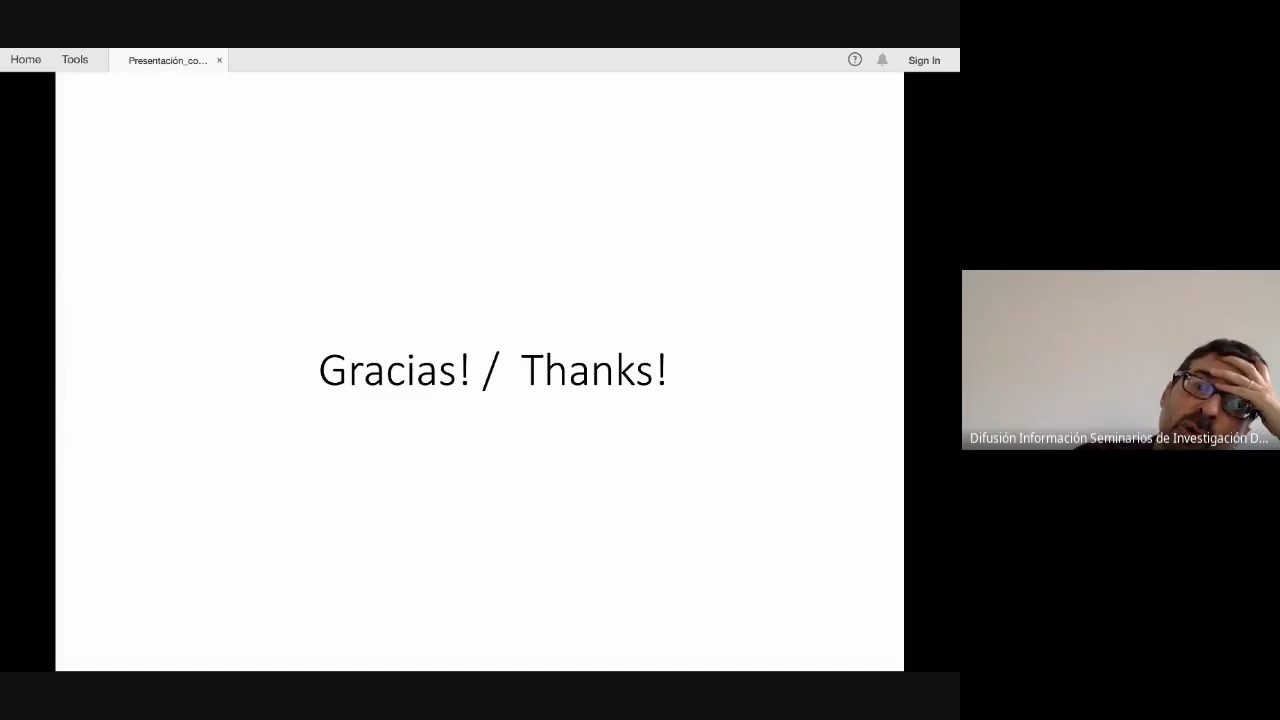 Home Tools Presentación_co... × ? Sign In
Gracias! / Thanks!
Difusión Información Seminarios de Investigación D...